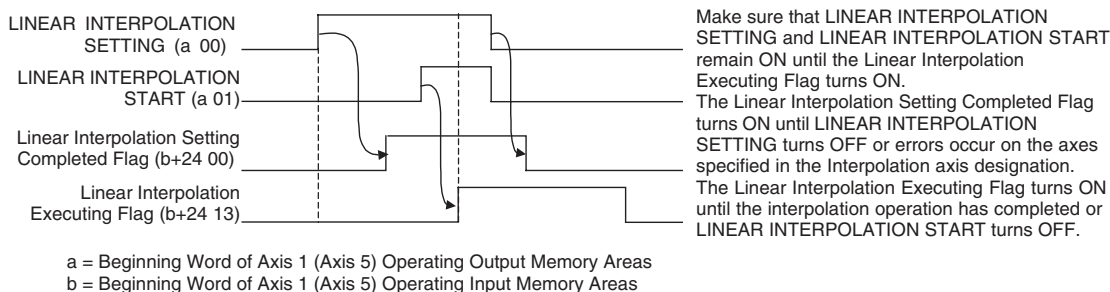 LINEAR INTERPOLATION
SETTING (a 00)
LINEAR INTERPOLATION
START (a 01)
Linear Interpolation Setting
Completed Flag (b+24 00)
Linear Interpolation
Executing Flag (b+24 13)
Make sure that LINEAR INTERPOLATION
SETTING and LINEAR INTERPOLATION START
remain ON until the Linear Interpolation
Executing Flag turns ON.
The Linear Interpolation Setting Completed Flag
turns ON until LINEAR INTERPOLATION
SETTING turns OFF or errors occur on the axes
specified in the Interpolation axis designation.
The Linear Interpolation Executing Flag turns ON
until the interpolation operation has completed or
LINEAR INTERPOLATION START turns OFF.
a = Beginning Word of Axis 1 (Axis 5) Operating Output Memory Areas
b = Beginning Word of Axis 1 (Axis 5) Operating Input Memory Areas